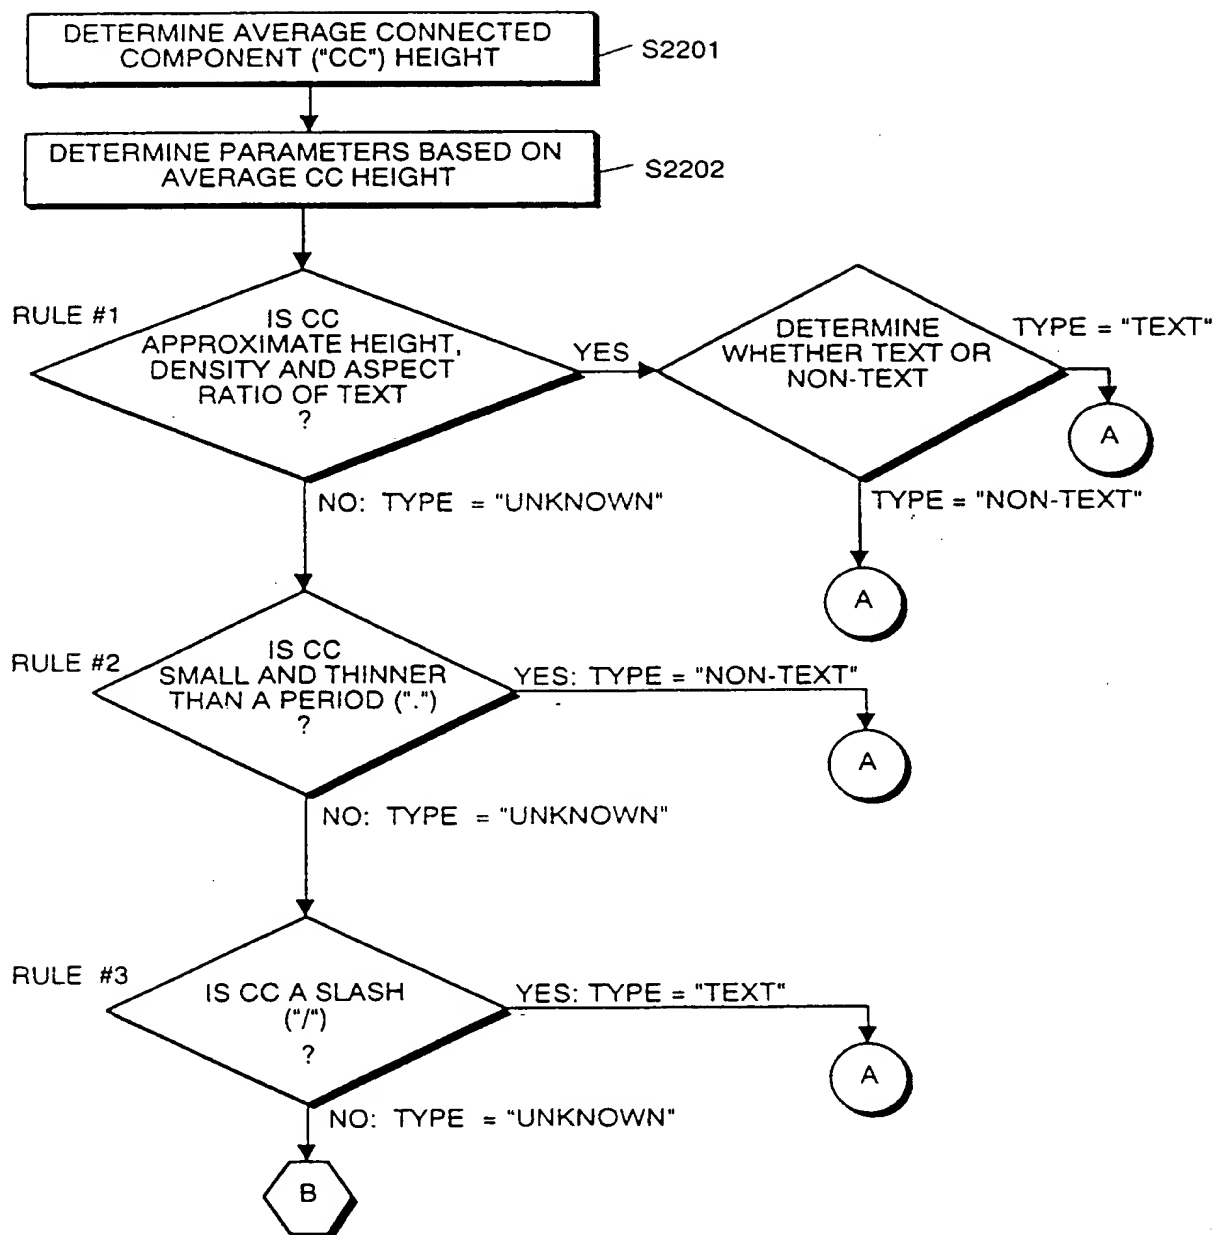 DETERMINE AVERAGE CONNECTED
COMPONENT ("CC") HEIGHT
S2201
DETERMINE PARAMETERS BASED ON
AVERAGE CC HEIGHT
S2202
RULE #1
IS CC
APPROXIMATE HEIGHT,
DENSITY AND ASPECT
RATIO OF TEXT
?
YES
DETERMINE
WHETHER TEXT OR
NON-TEXT
TYPE = "TEXT"
A
TYPE = "NON-TEXT"
A
NO: TYPE = "UNKNOWN"
RULE #2
IS CC
SMALL AND THINNER
THAN A PERIOD (".")
?
YES: TYPE = "NON-TEXT"
A
NO: TYPE = "UNKNOWN"
RULE #3
IS CC A SLASH
("/")
?
YES: TYPE = "TEXT"
A
NO: TYPE = "UNKNOWN"
B